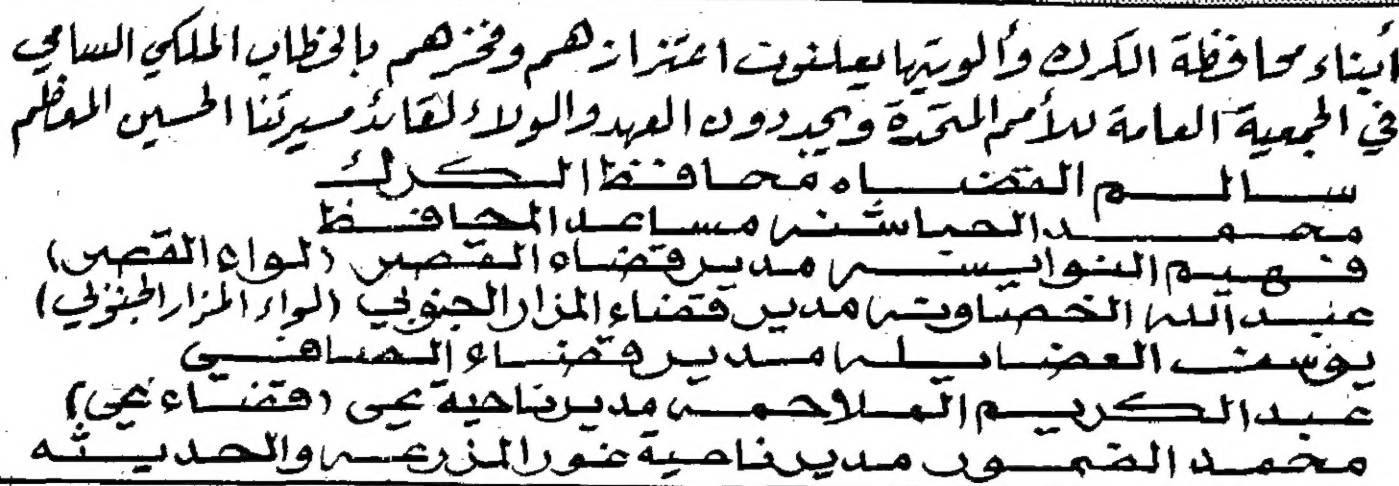 أبناء محافظة الكرك وألويتها يعلنون اعتزازهم وفخرهم بالخطاب الملكي السامي
في الجمعية العامة للأمم المتحدة ويجددون العهد والولاء لقائد مسيرتنا الحسين المعظم
سالم القضاه محافظ الكرك
محمد الحباشنه مساعد المحافظ
فهيم النوايسه مدير قضاء القصر (لواء القصر)
عبدالله الخصاونه مدير قضاء المزار الجنوبي (لواء المزار الجنوبي)
يوسف العضايله مدير قضاء الصافي
عبدالكريم الملاحمه مدير ناحية عي (قضاء عي)
محمد الضمور مدير ناحية غور المزرعه والحديثه